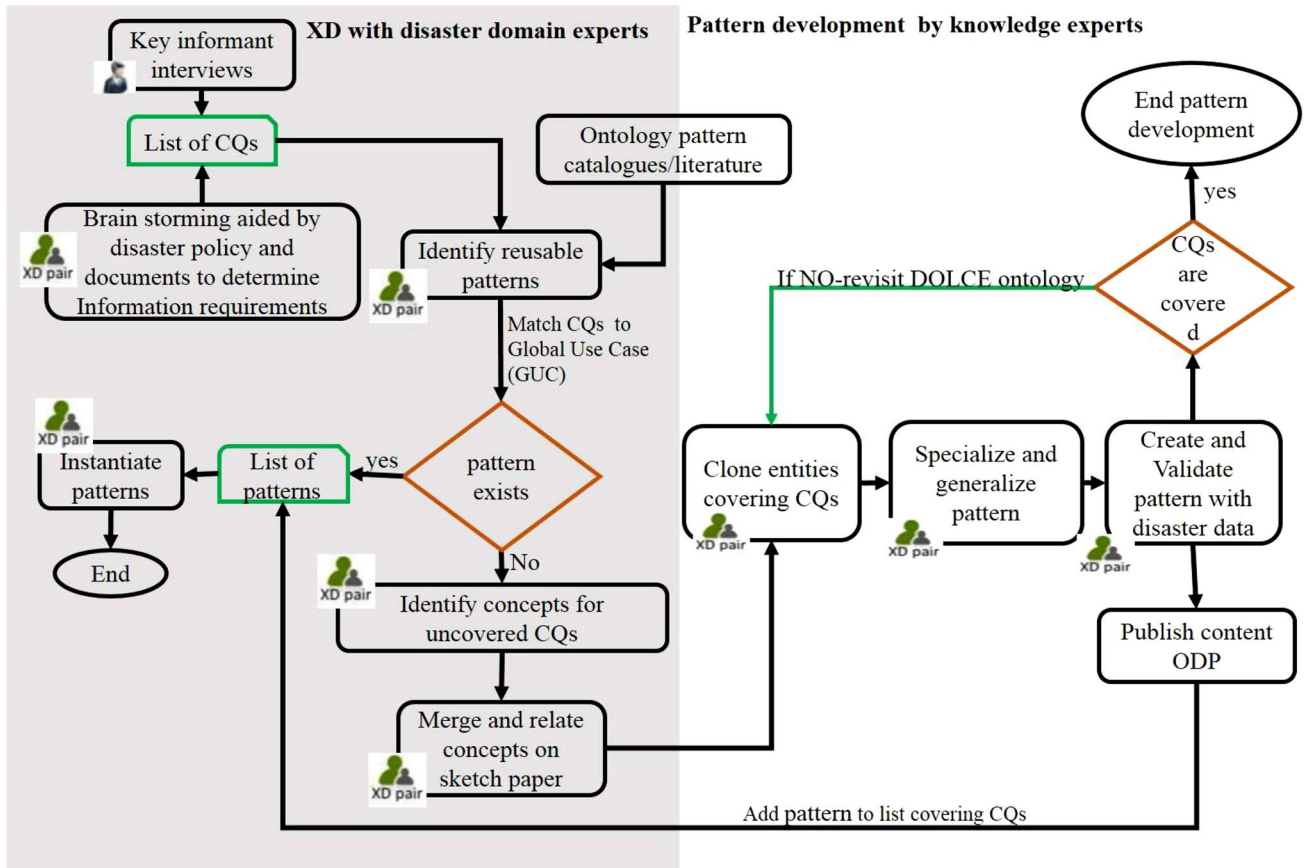 XD with disaster domain experts
Pattern development by knowledge experts
Key informant
interviews
List of CQs
Brain storming aided by
disaster policy and
documents to determine
Information requirements
XD pair
Ontology pattern
catalogues/literature
Identify reusable
patterns
XD pair
Match CQs to
Global Use Case
(GUC)
pattern
exists
yes
List of
patterns
XD pair
Instantiate
patterns
End
No
XD pair
Identify concepts for
uncovered CQs
Merge and relate
concepts on
sketch paper
XD pair
Clone entities
covering CQs
XD pair
Specialize and
generalize
pattern
XD pair
Create and
Validate
pattern with
disaster data
XD pair
CQs
are
covere
d
If NO-revisit DOLCE ontology
yes
End pattern
development
Publish content
ODP
Add pattern to list covering CQs